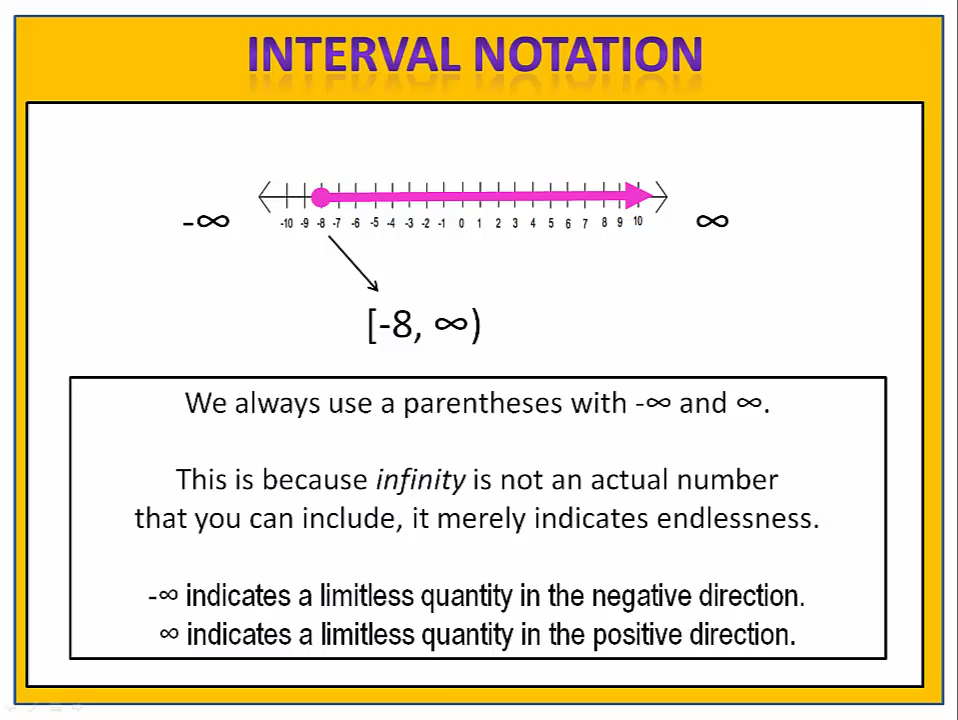 INTERVAL NOTATION
-10 -9 -8 -7 -6 -5 -4 -3 -2 -1 0 1 2 3 4 5 6 7 8 9 10
-∞ ∞
[-8, ∞)
We always use a parentheses with -∞ and ∞.
This is because infinity is not an actual number
that you can include, it merely indicates endlessness.
-∞ indicates a limitless quantity in the negative direction.
∞ indicates a limitless quantity in the positive direction.